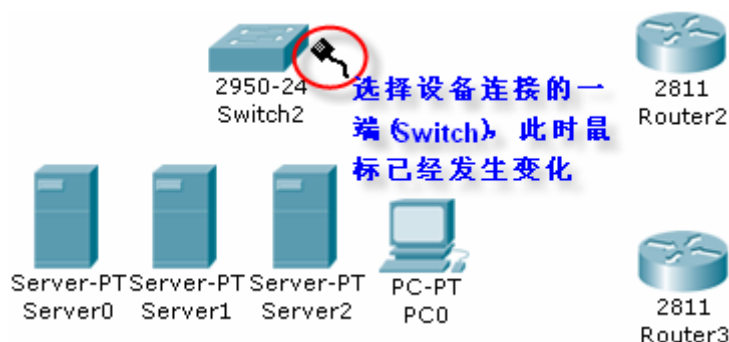 2950-24
Switch2
选择设备连接的一
端(Switch)，此时鼠
标已经发生变化
2811
Router2
Server-PT
Server0
Server-PT
Server1
Server-PT
Server2
PC-PT
PC0
2811
Router3